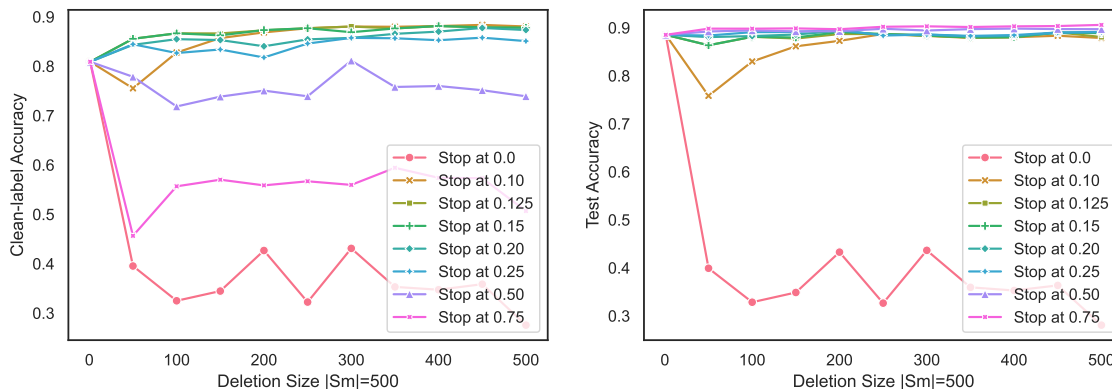 0.9
0.8
0.7
0.6
0.5
0.4
0.3
Clean-label Accuracy
Stop at 0.0
Stop at 0.10
Stop at 0.125
Stop at 0.15
Stop at 0.20
Stop at 0.25
Stop at 0.50
Stop at 0.75
0 100 200 300 400 500
Deletion Size |Sm|=500
0.9
0.8
0.7
0.6
0.5
0.4
0.3
Test Accuracy
Stop at 0.0
Stop at 0.10
Stop at 0.125
Stop at 0.15
Stop at 0.20
Stop at 0.25
Stop at 0.50
Stop at 0.75
0 100 200 300 400 500
Deletion Size |Sm|=500